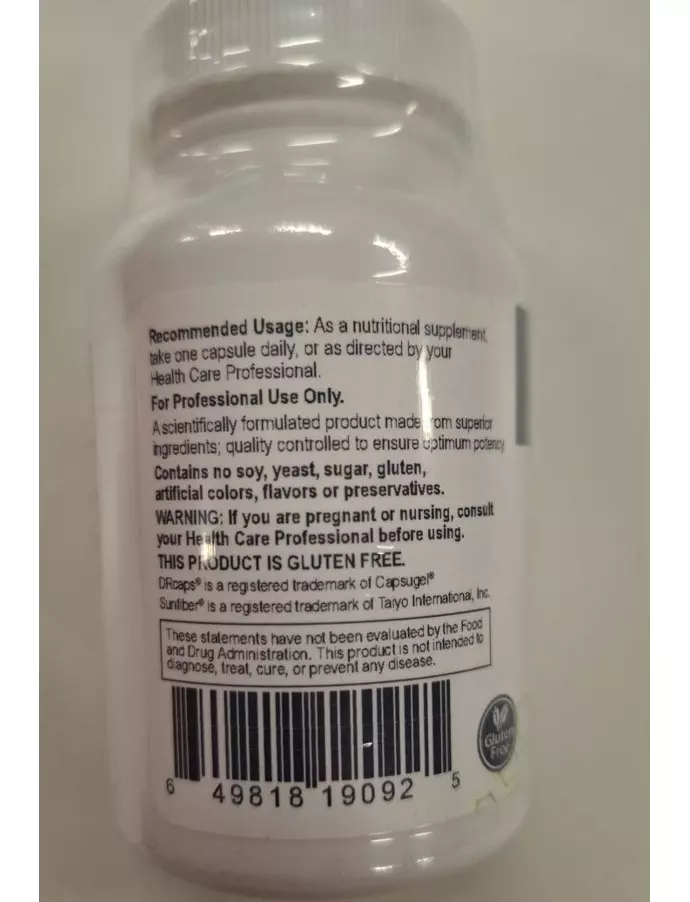 Recommended Usage: As a nutritional supplement,
take one capsule daily, or as directed by your
Health Care Professional.
For Professional Use Only.
A scientifically formulated product made from superior
ingredients; quality controlled to ensure optimum potency
Contains no soy, yeast, sugar, gluten,
artificial colors, flavors or preservatives.
WARNING: If you are pregnant or nursing, consult
your Health Care Professional before using.
THIS PRODUCT IS GLUTEN FREE.
DRcaps® is a registered trademark of Capsugel®
Sunfiber® is a registered trademark of Taiyo International, Inc.
These statements have not been evaluated by the Food
and Drug Administration. This product is not intended to
diagnose, treat, cure, or prevent any disease.
6 49818 19092 5
Gluten
Free